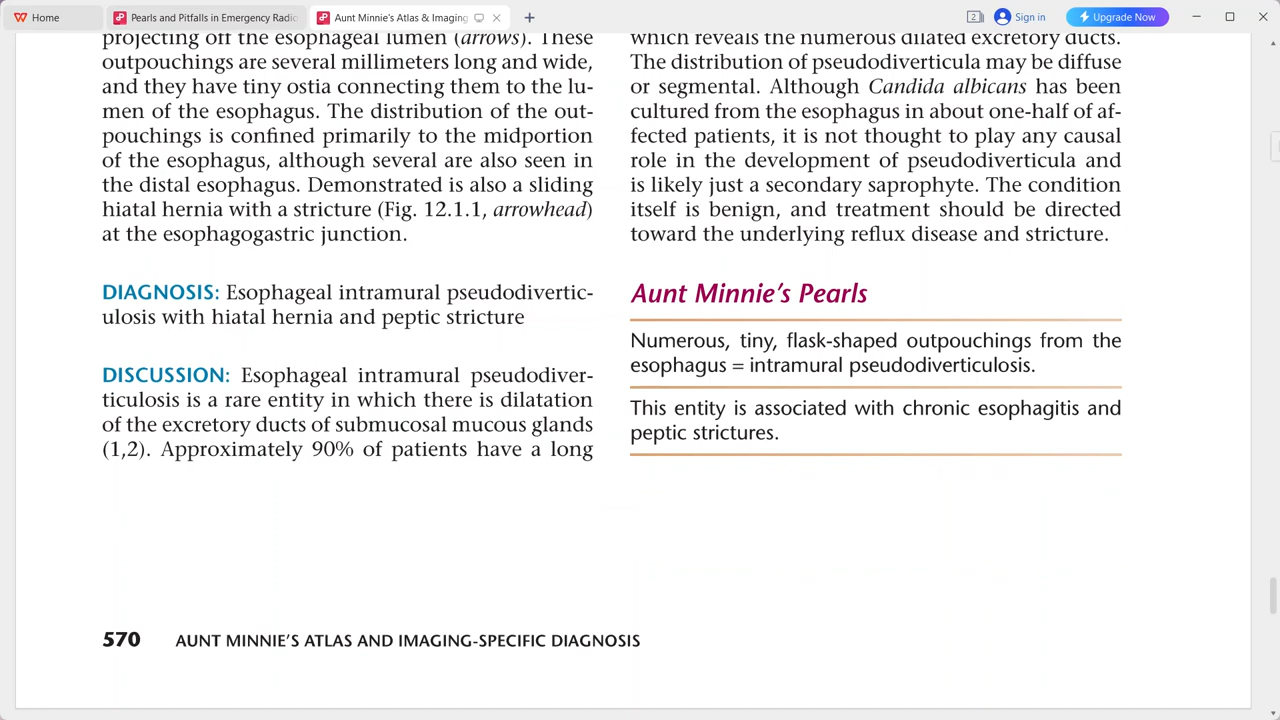 Home
Pearls and Pitfalls in Emergency Radio
Aunt Minnie's Atlas & Imaging-
2
Sign in
Upgrade Now
projecting off the esophageal lumen (arrows). These
outpouchings are several millimeters long and wide,
and they have tiny ostia connecting them to the lu-
men of the esophagus. The distribution of the out-
pouchings is confined primarily to the midportion
of the esophagus, although several are also seen in
the distal esophagus. Demonstrated is also a sliding
hiatal hernia with a stricture (Fig. 12.1.1, arrowhead)
at the esophagogastric junction.
DIAGNOSIS: Esophageal intramural pseudodivertic-
ulosis with hiatal hernia and peptic stricture
DISCUSSION: Esophageal intramural pseudodiver-
ticulosis is a rare entity in which there is dilatation
of the excretory ducts of submucosal mucous glands
(1,2). Approximately 90% of patients have a long
which reveals the numerous dilated excretory ducts.
The distribution of pseudodiverticula may be diffuse
or segmental. Although Candida albicans has been
cultured from the esophagus in about one-half of af-
fected patients, it is not thought to play any causal
role in the development of pseudodiverticula and
is likely just a secondary saprophyte. The condition
itself is benign, and treatment should be directed
toward the underlying reflux disease and stricture.
Aunt Minnie's Pearls
Numerous, tiny, flask-shaped outpouchings from the
esophagus = intramural pseudodiverticulosis.
This entity is associated with chronic esophagitis and
peptic strictures.
570 AUNT MINNIE'S ATLAS AND IMAGING-SPECIFIC DIAGNOSIS